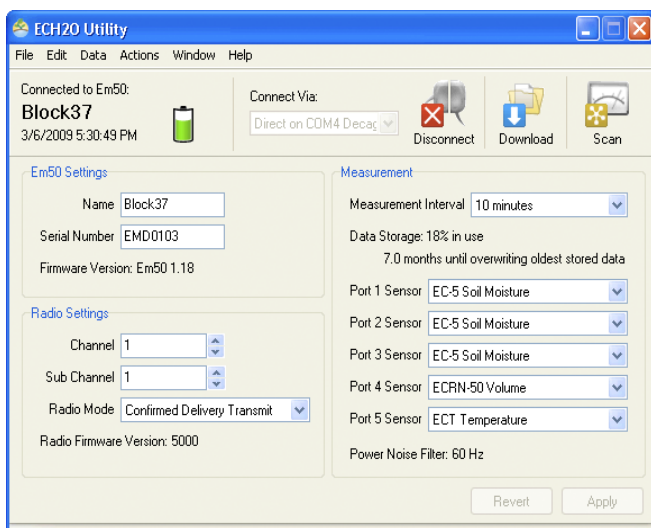 ECH2O Utility
File Edit Data Actions Window Help
Connected to Em50:
Block37
3/6/2009 5:30:49 PM
Connect Via:
Direct on COM4 Decag
Disconnect
Download
Scan
Em50 Settings
Name Block37
Serial Number EMD0103
Firmware Version: Em50 1.18
Radio Settings
Channel 1
Sub Channel 1
Radio Mode Confirmed Delivery Transmit
Radio Firmware Version: 5000
Measurement
Measurement Interval 10 minutes
Data Storage: 18% in use
7.0 months until overwriting oldest stored data
Port 1 Sensor EC-5 Soil Moisture
Port 2 Sensor EC-5 Soil Moisture
Port 3 Sensor EC-5 Soil Moisture
Port 4 Sensor ECRN-50 Volume
Port 5 Sensor ECT Temperature
Power Noise Filter: 60 Hz
Revert Apply